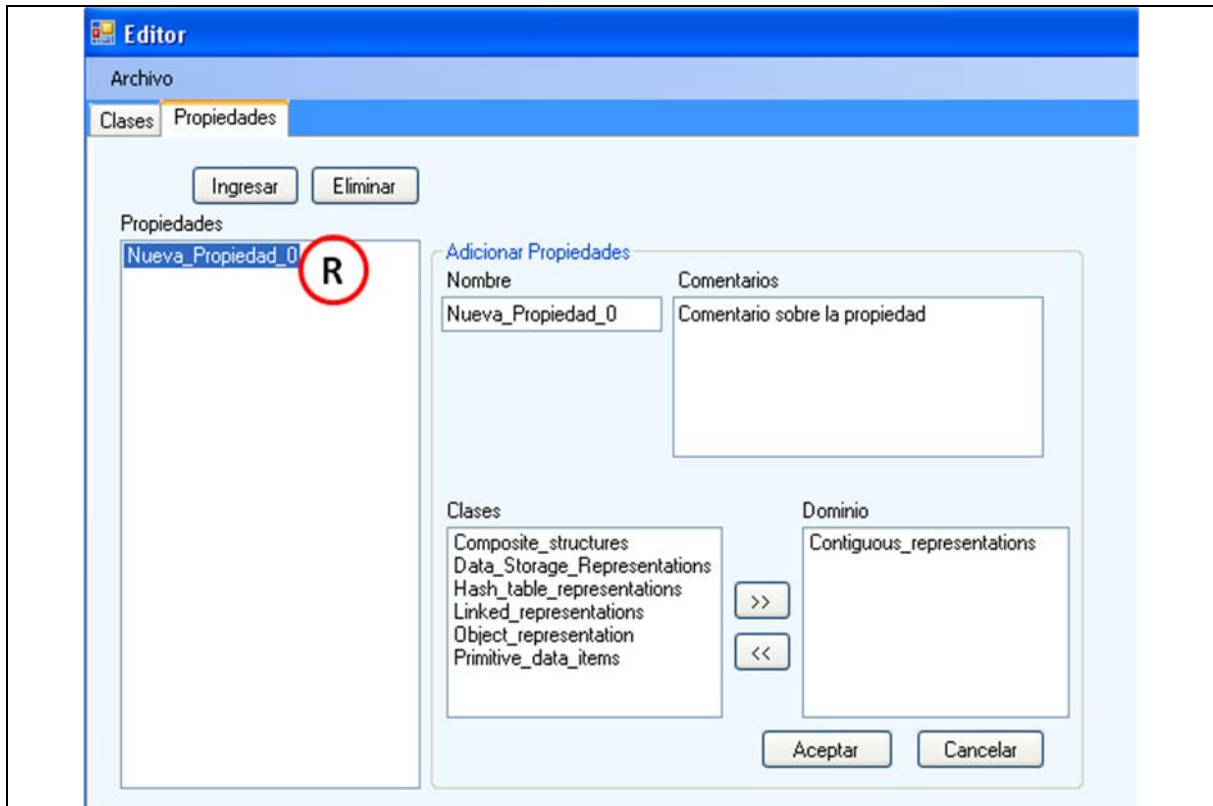 Editor
Archivo
Clases Propiedades
Ingresar Eliminar
Propiedades
Nueva_Propiedad_0
R
Adicionar Propiedades
Nombre Comentarios
Nueva_Propiedad_0 Comentario sobre la propiedad
Clases
Composite_structures
Data_Storage_Representations
Hash_table_representations
Linked_representations
Object_representation
Primitive_data_items
>>
<<
Dominio
Contiguous_representations
Aceptar Cancelar